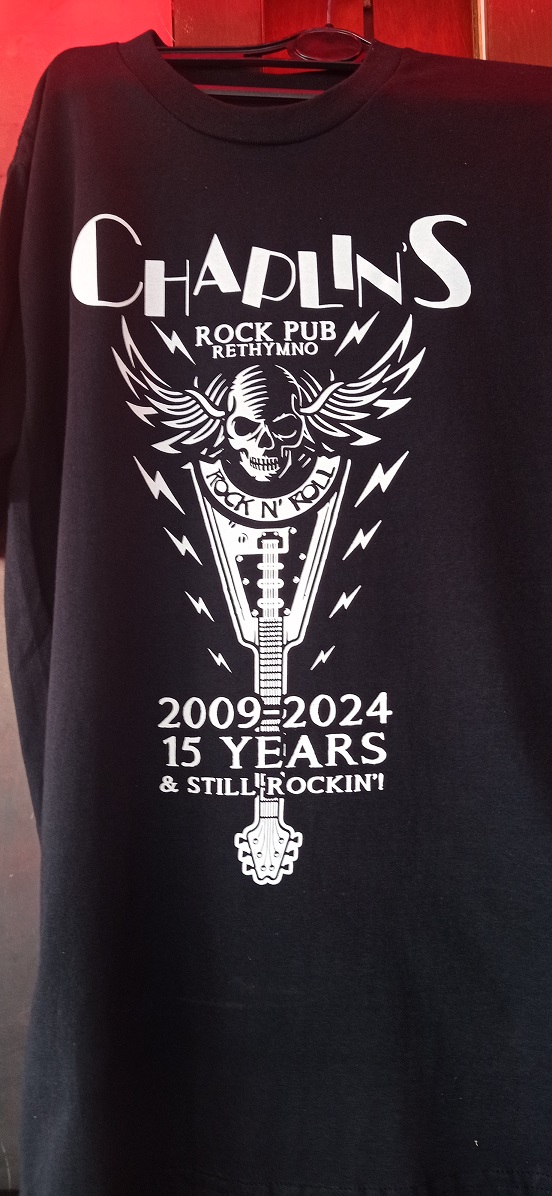 CHAPLIN'S
ROCK PUB
RETHYMNO
ROCK N' ROLL
2009-2024
15 YEARS
& STILL ROCKIN'!